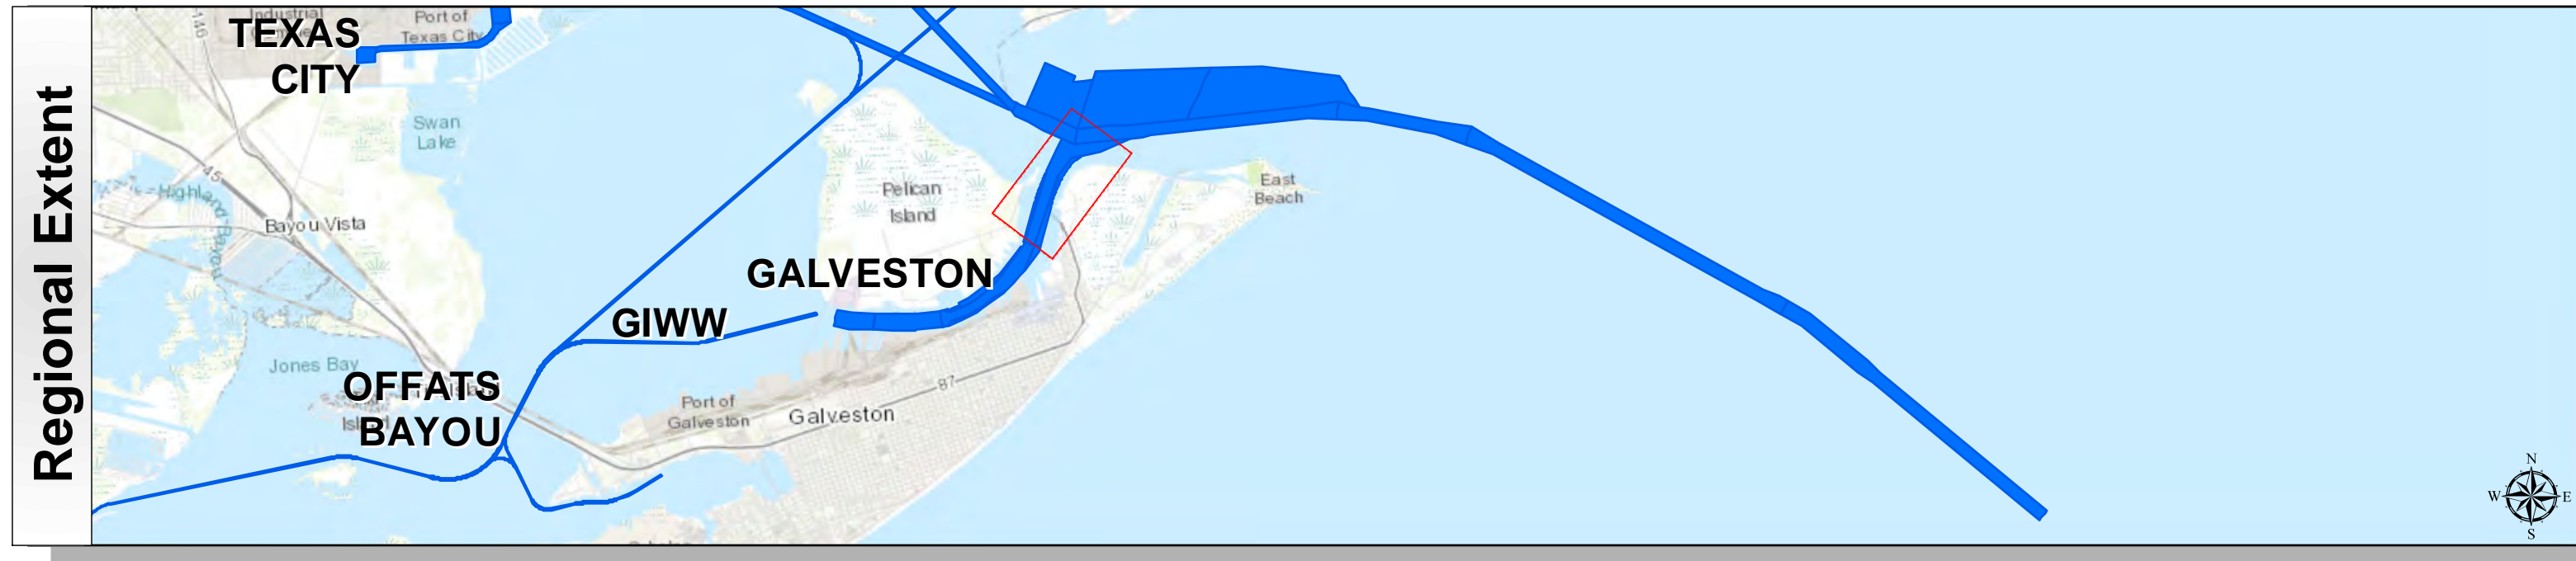 Regional Extent
TEXAS
CITY
Industrial
Port of
Texas City
146
Swan
Lake
45
Highland
Bayou
Bayou Vista
Pelican
Island
East
Beach
GALVESTON
GIWW
Jones Bay
OFFATS
BAYOU
Port of
Galveston
Galveston
87
N
W
E
S